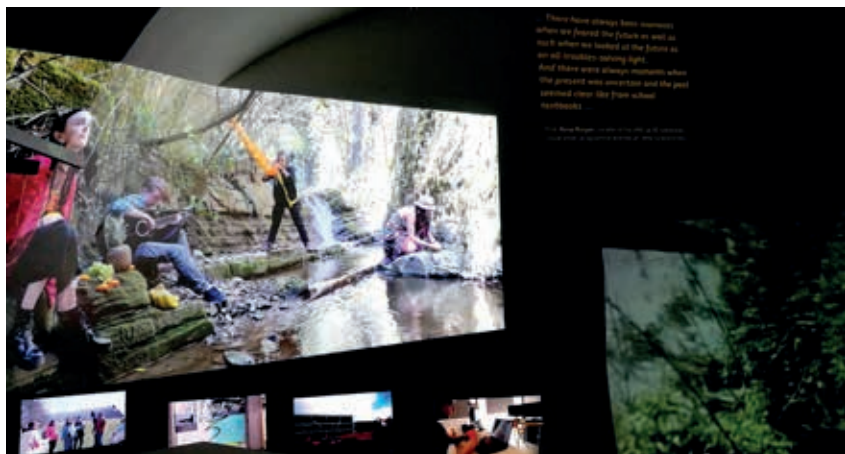 There have always been moments
when we feared the future as well as
such when we looked at the future as
an all troubles-solving light.
And there were always moments when
the present was uncertain and the past
seemed clear like from school
textbooks ...